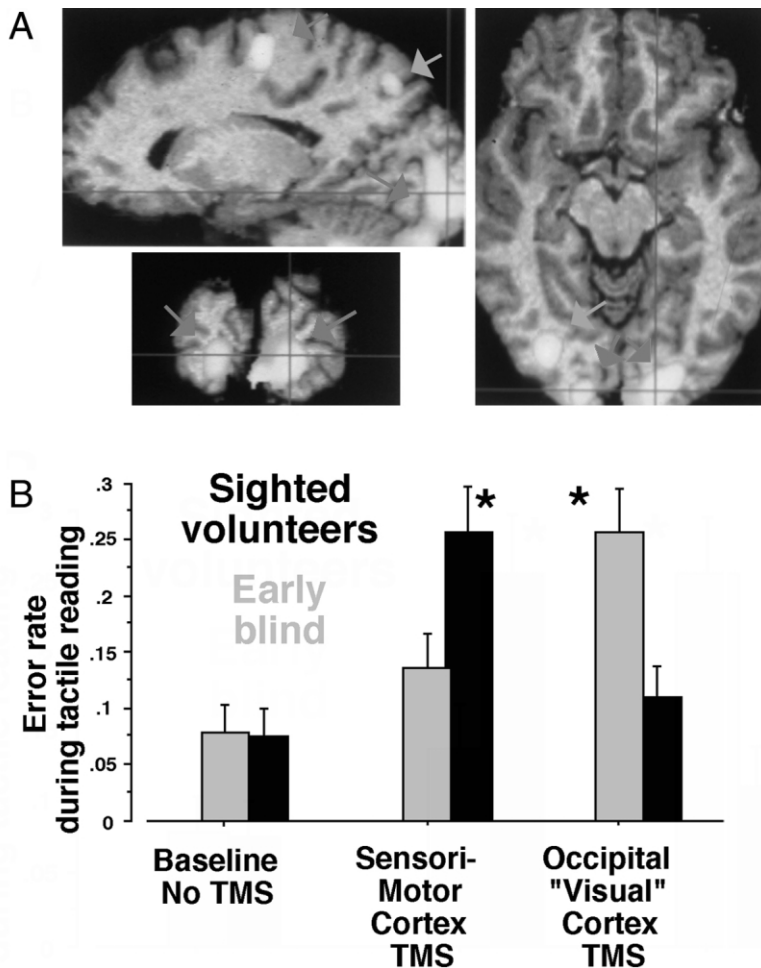 A
B
Sighted
volunteers
Early
blind
Error rate
during tactile reading
.3
.25
.2
.15
.1
.05
0
*
*
Baseline
No TMS
Sensori-
Motor
Cortex
TMS
Occipital
"Visual"
Cortex
TMS